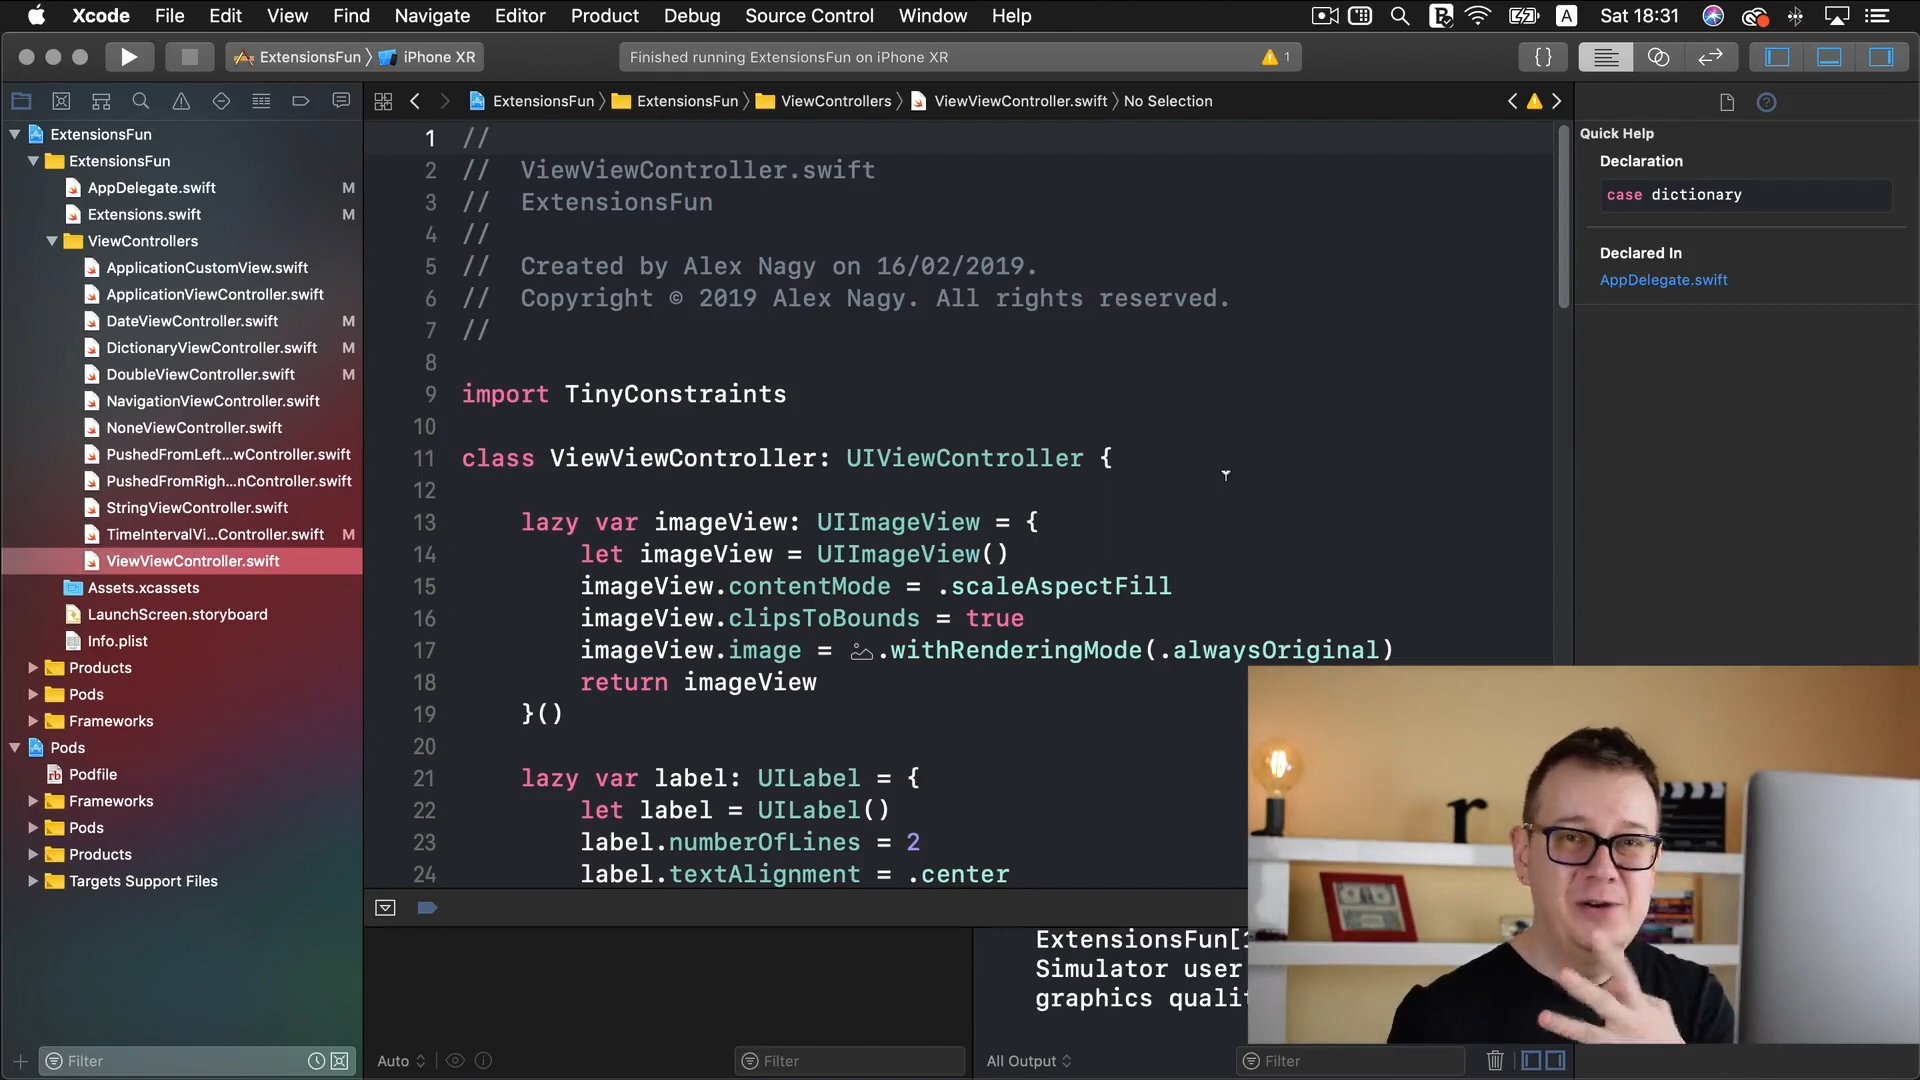 Xcode File Edit View Find Navigate Editor Product Debug Source Control Window Help
A Sat 18:31
ExtensionsFun iPhone XR
Finished running ExtensionsFun on iPhone XR 1
{}
ExtensionsFun ExtensionsFun ViewControllers ViewViewController.swift No Selection
ExtensionsFun
ExtensionsFun
AppDelegate.swift M
Extensions.swift M
ViewControllers
ApplicationCustomView.swift
ApplicationViewController.swift
DateViewController.swift M
DictionaryViewController.swift M
DoubleViewController.swift M
NavigationViewController.swift
NoneViewController.swift
PushedFromLeft...wController.swift
PushedFromRigh...nController.swift
StringViewController.swift
TimeIntervalVi...Controller.swift M
ViewViewController.swift
Assets.xcassets
LaunchScreen.storyboard
Info.plist
Products
Pods
Frameworks
Pods
Podfile
Frameworks
Pods
Products
Targets Support Files
Filter
1 //
2 // ViewViewController.swift
3 // ExtensionsFun
4 //
5 // Created by Alex Nagy on 16/02/2019.
6 // Copyright © 2019 Alex Nagy. All rights reserved.
7 //
8
9 import TinyConstraints
10
11 class ViewViewController: UIViewController {
12
13 lazy var imageView: UIImageView = {
14 let imageView = UIImageView()
15 imageView.contentMode = .scaleAspectFill
16 imageView.clipsToBounds = true
17 imageView.image = .withRenderingMode(.alwaysOriginal)
18 return imageView
19 }()
20
21 lazy var label: UILabel = {
22 let label = UILabel()
23 label.numberOfLines = 2
24 label.textAlignment = .center
Quick Help
Declaration
case dictionary
Declared In
AppDelegate.swift
ExtensionsFun[
Simulator user
graphics quali
Auto
Filter
All Output
Filter
r